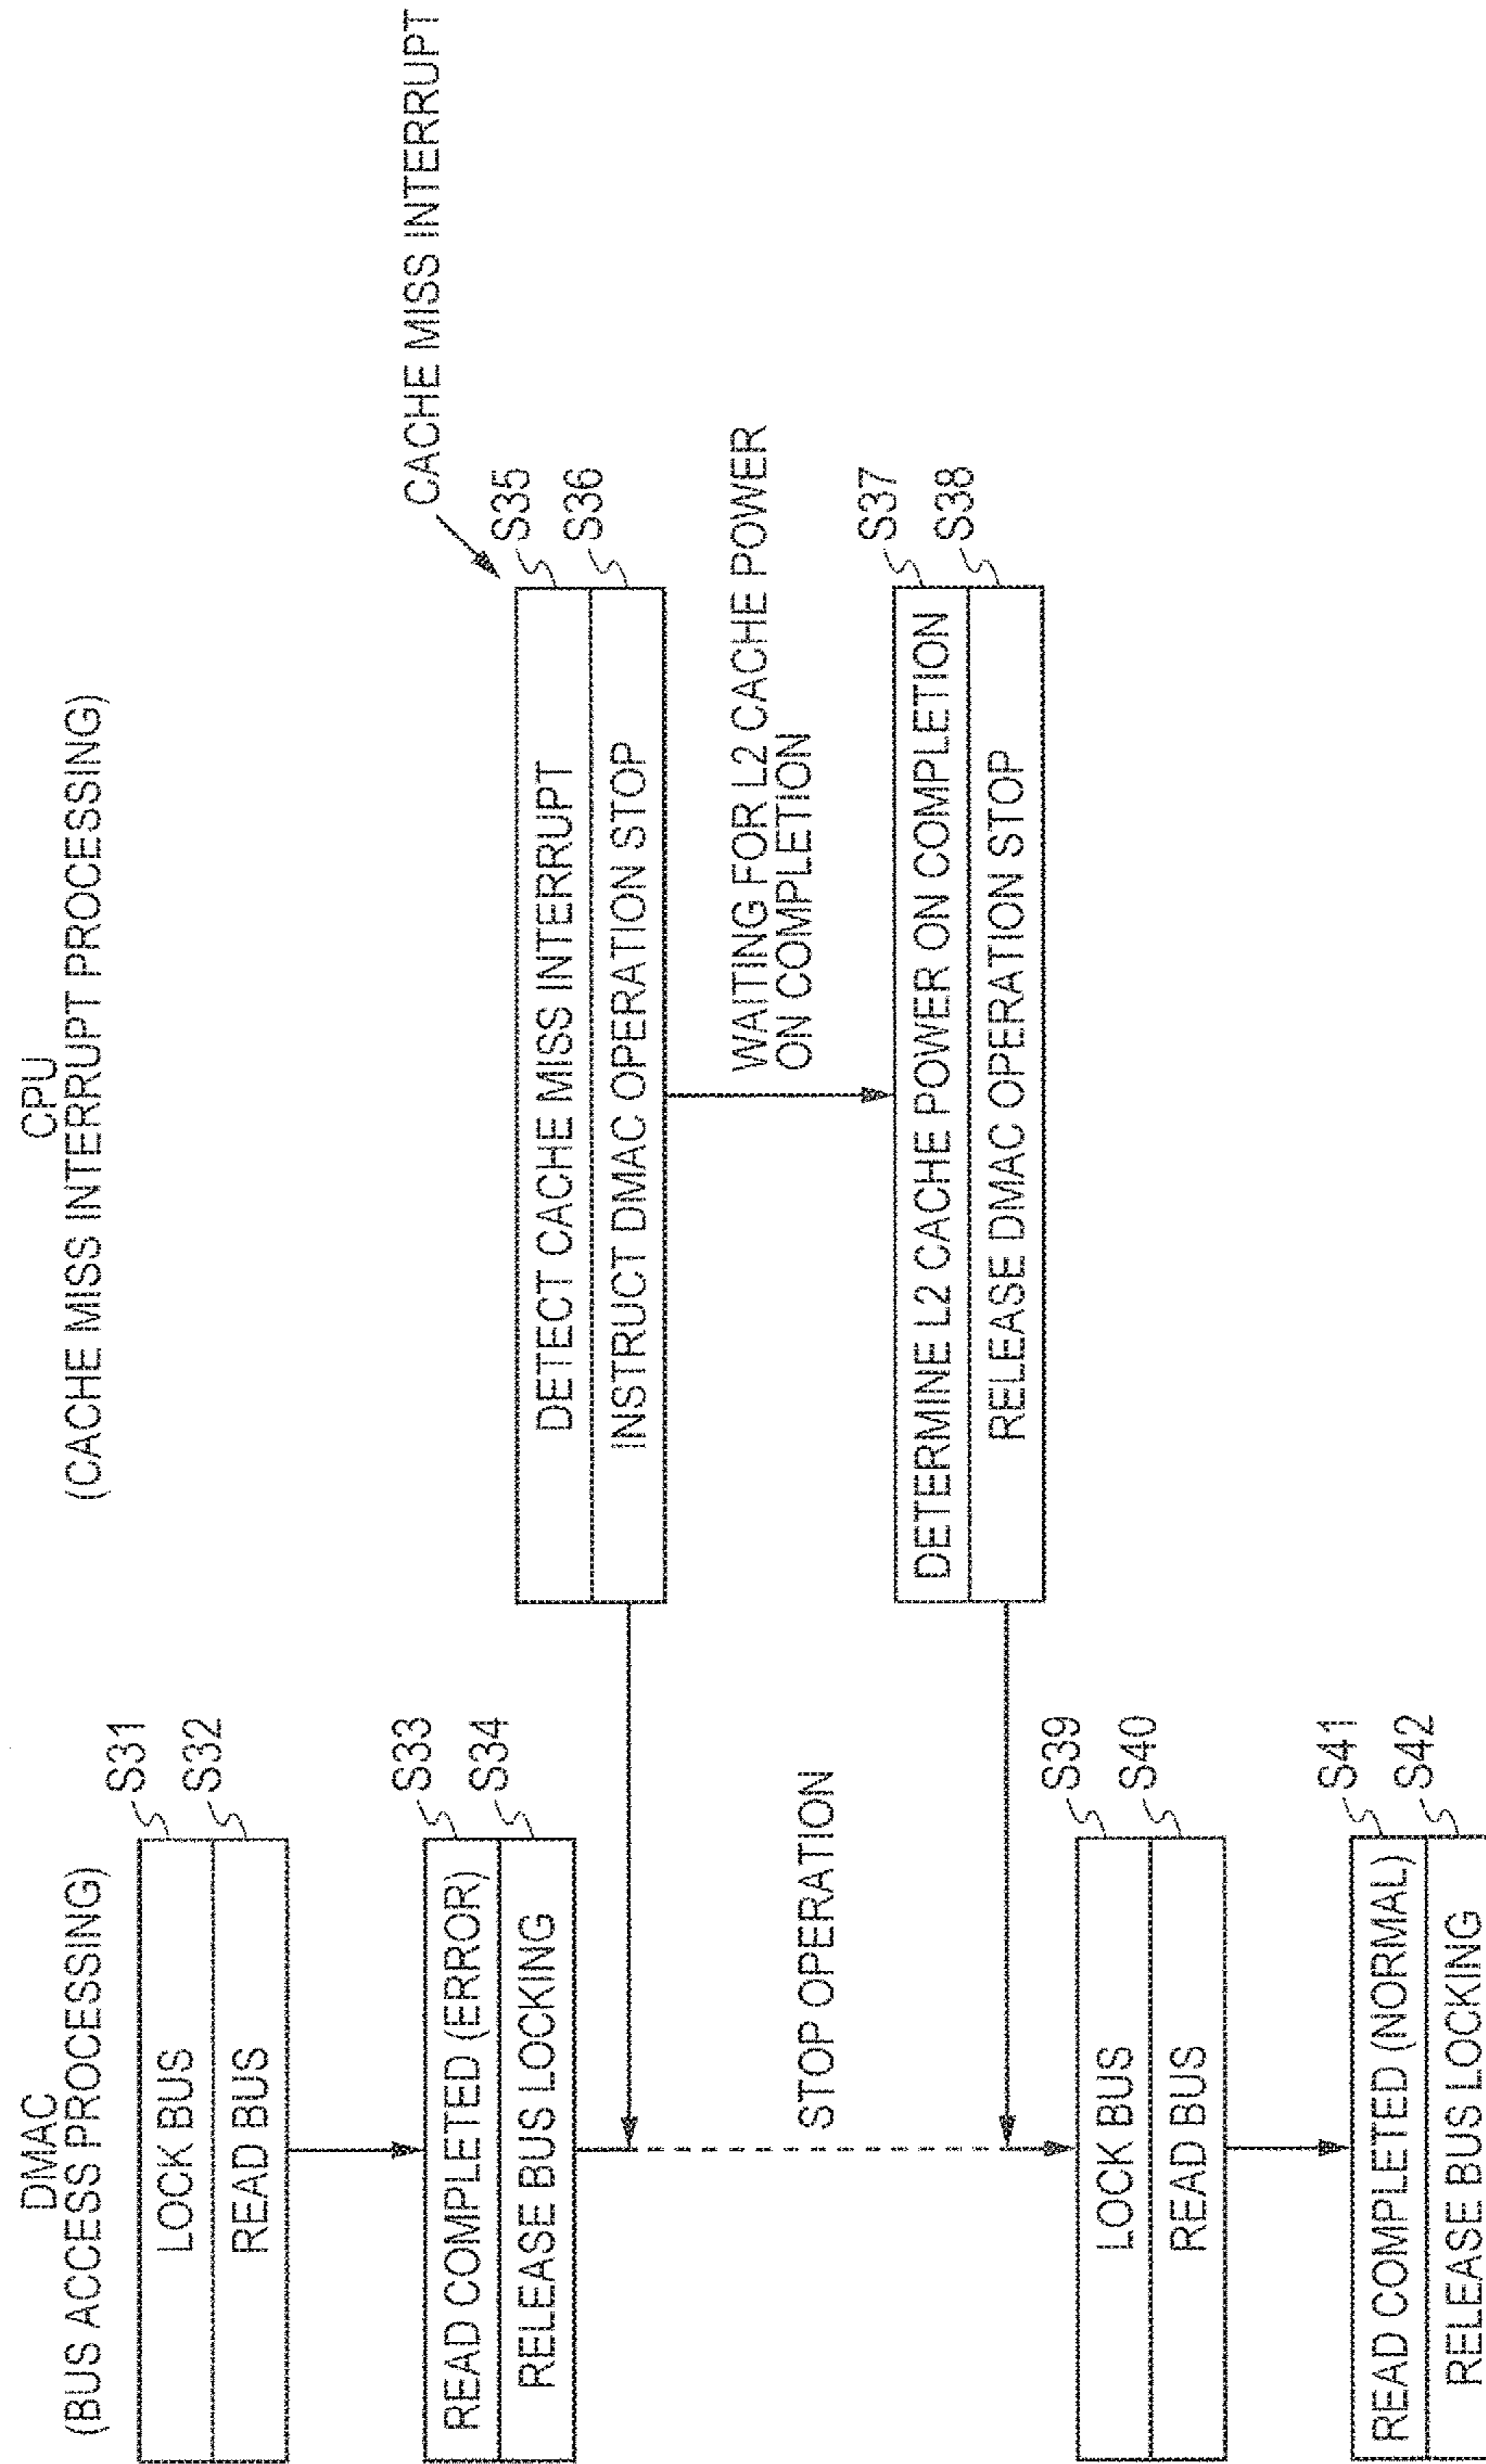 DMAC
(BUS ACCESS PROCESSING)
CPU
(CACHE MISS INTERRUPT PROCESSING)
LOCK BUS
S31
READ BUS
S32
READ COMPLETED (ERROR)
S33
RELEASE BUS LOCKING
S34
CACHE MISS INTERRUPT
DETECT CACHE MISS INTERRUPT
S35
INSTRUCT DMAC OPERATION STOP
S36
STOP OPERATION
WAITING FOR L2 CACHE POWER
ON COMPLETION
DETERMINE L2 CACHE POWER ON COMPLETION
S37
RELEASE DMAC OPERATION STOP
S38
LOCK BUS
S39
READ BUS
S40
READ COMPLETED (NORMAL)
S41
RELEASE BUS LOCKING
S42